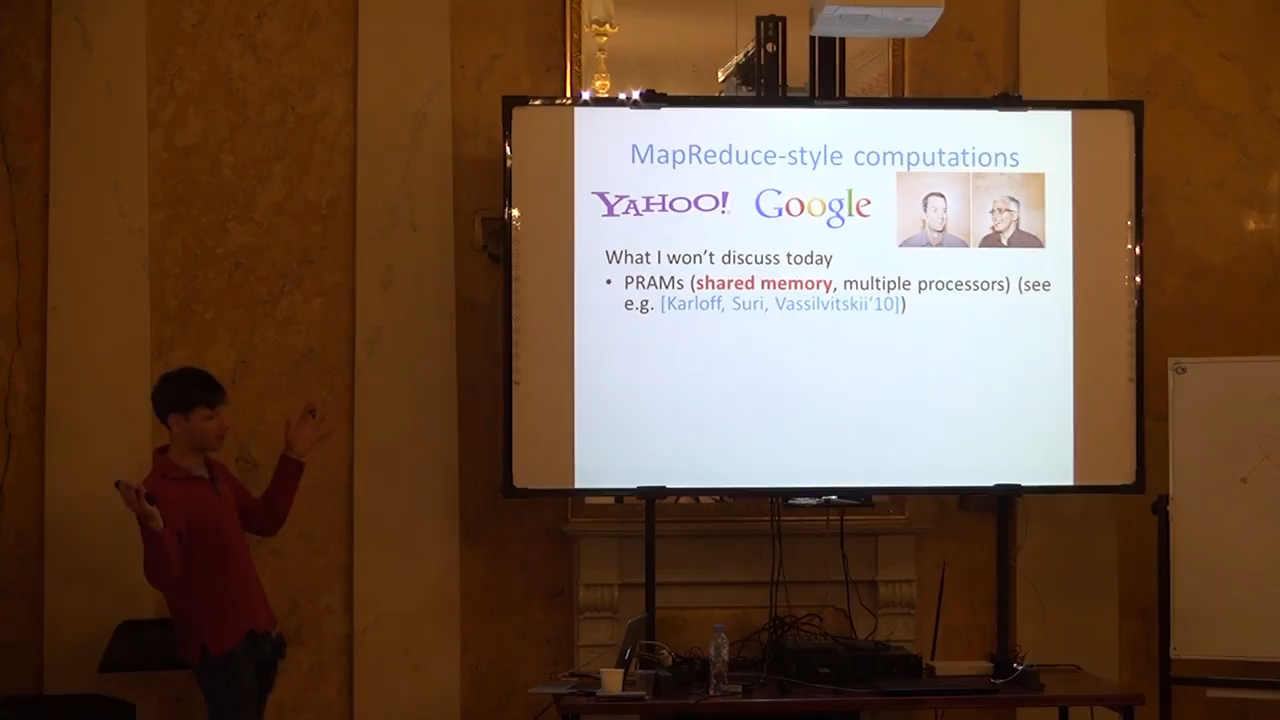 MapReduce-style computations
YAHOO! Google
What I won't discuss today
• PRAMs (shared memory, multiple processors) (see
e.g. [Karloff, Suri, Vassilvitskii'10])